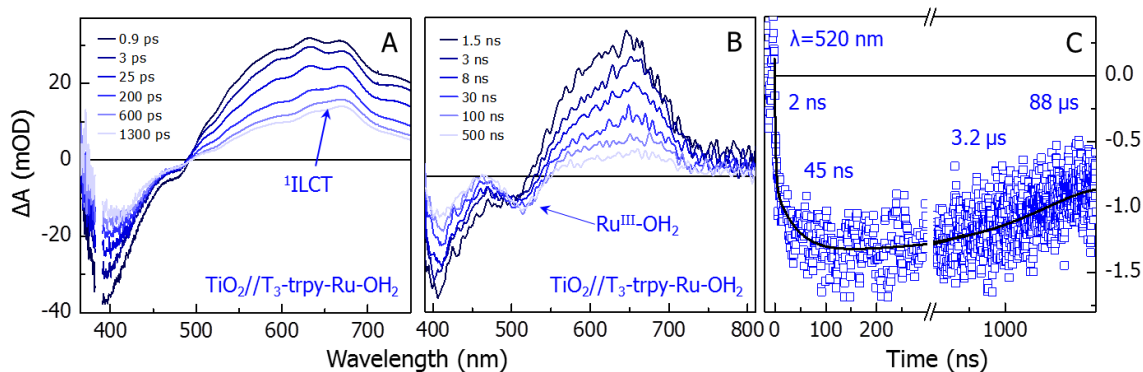 A
0.9 ps
3 ps
25 ps
200 ps
600 ps
1300 ps
¹ILCT
TiO₂//T₃-trpy-Ru-OH₂
20
0
-20
-40
400
500
600
700
ΔA (mOD)
B
1.5 ns
3 ns
8 ns
30 ns
100 ns
500 ns
Ruᴵᴵᴵ-OH₂
TiO₂//T₃-trpy-Ru-OH₂
400
500
600
700
800
Wavelength (nm)
C
λ=520 nm
2 ns
88 µs
3.2 µs
45 ns
0.0
-0.5
-1.0
-1.5
0
100
200
1000
Time (ns)